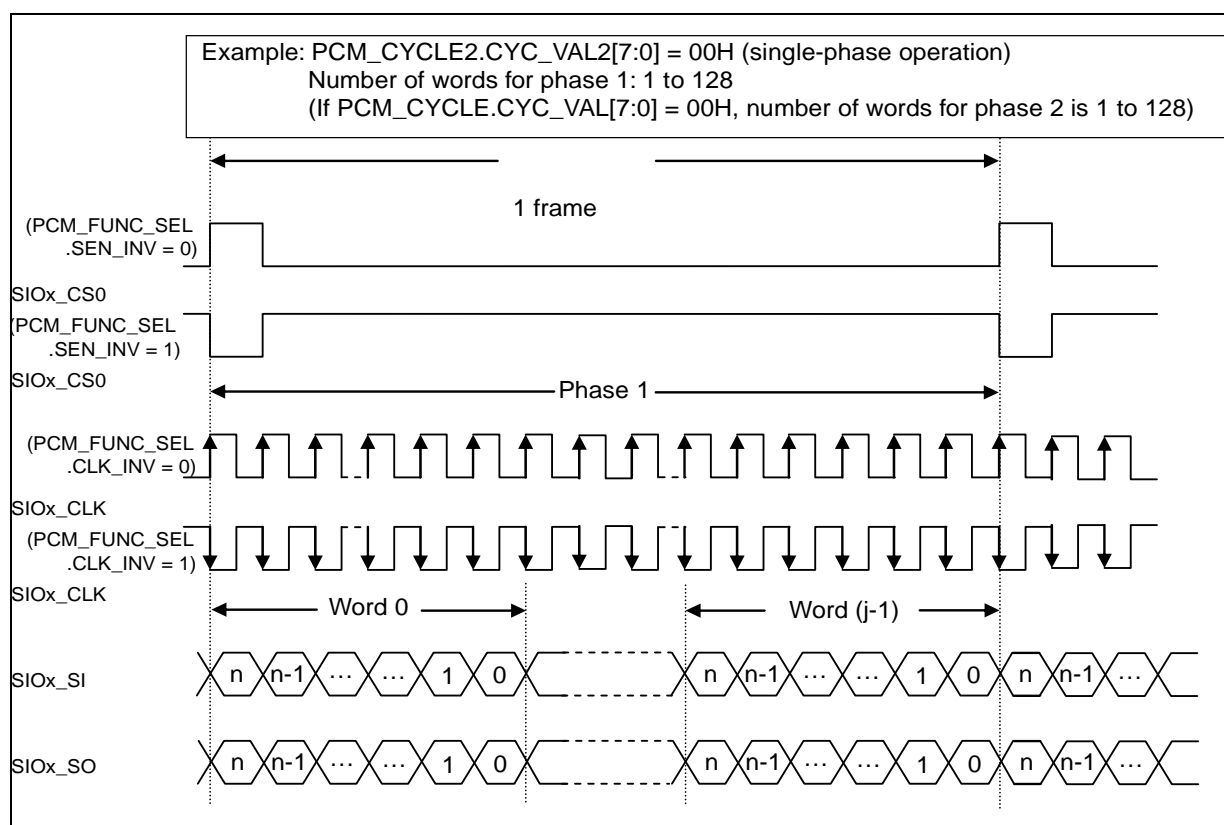 Example: PCM_CYCLE2.CYC_VAL2[7:0] = 00H (single-phase operation)
Number of words for phase 1: 1 to 128
(If PCM_CYCLE.CYC_VAL[7:0] = 00H, number of words for phase 2 is 1 to 128)
1 frame
(PCM_FUNC_SEL
.SEN_INV = 0)
SIOx_CS0
(PCM_FUNC_SEL
.SEN_INV = 1)
SIOx_CS0
Phase 1
(PCM_FUNC_SEL
.CLK_INV = 0)
SIOx_CLK
(PCM_FUNC_SEL
.CLK_INV = 1)
SIOx_CLK
Word 0 Word (j-1)
SIOx_SI n n-1 ... ... 1 0 n n-1 ... ... 1 0 n n-1 ...
SIOx_SO n n-1 ... ... 1 0 n n-1 ... ... 1 0 n n-1 ...